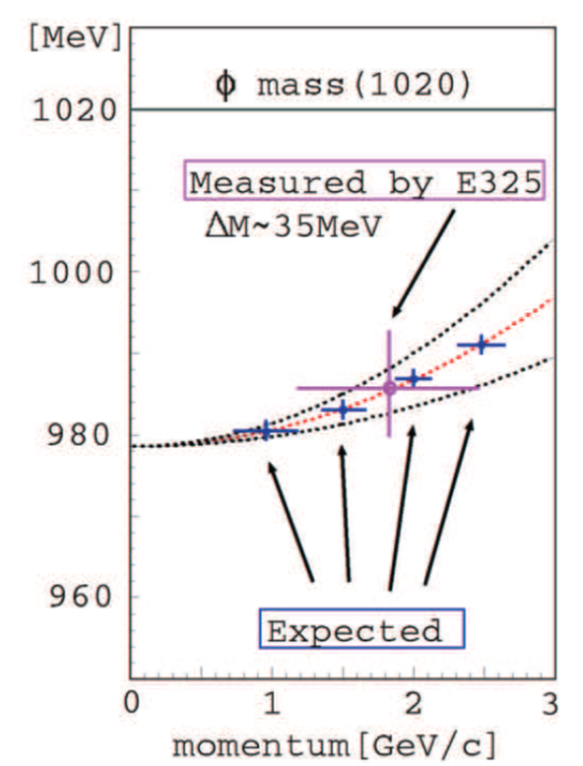 [MeV]
ϕ mass(1020)
1020
Measured by E325
ΔM~35MeV
1000
980
960
Expected
0 1 2 3
momentum[GeV/c]